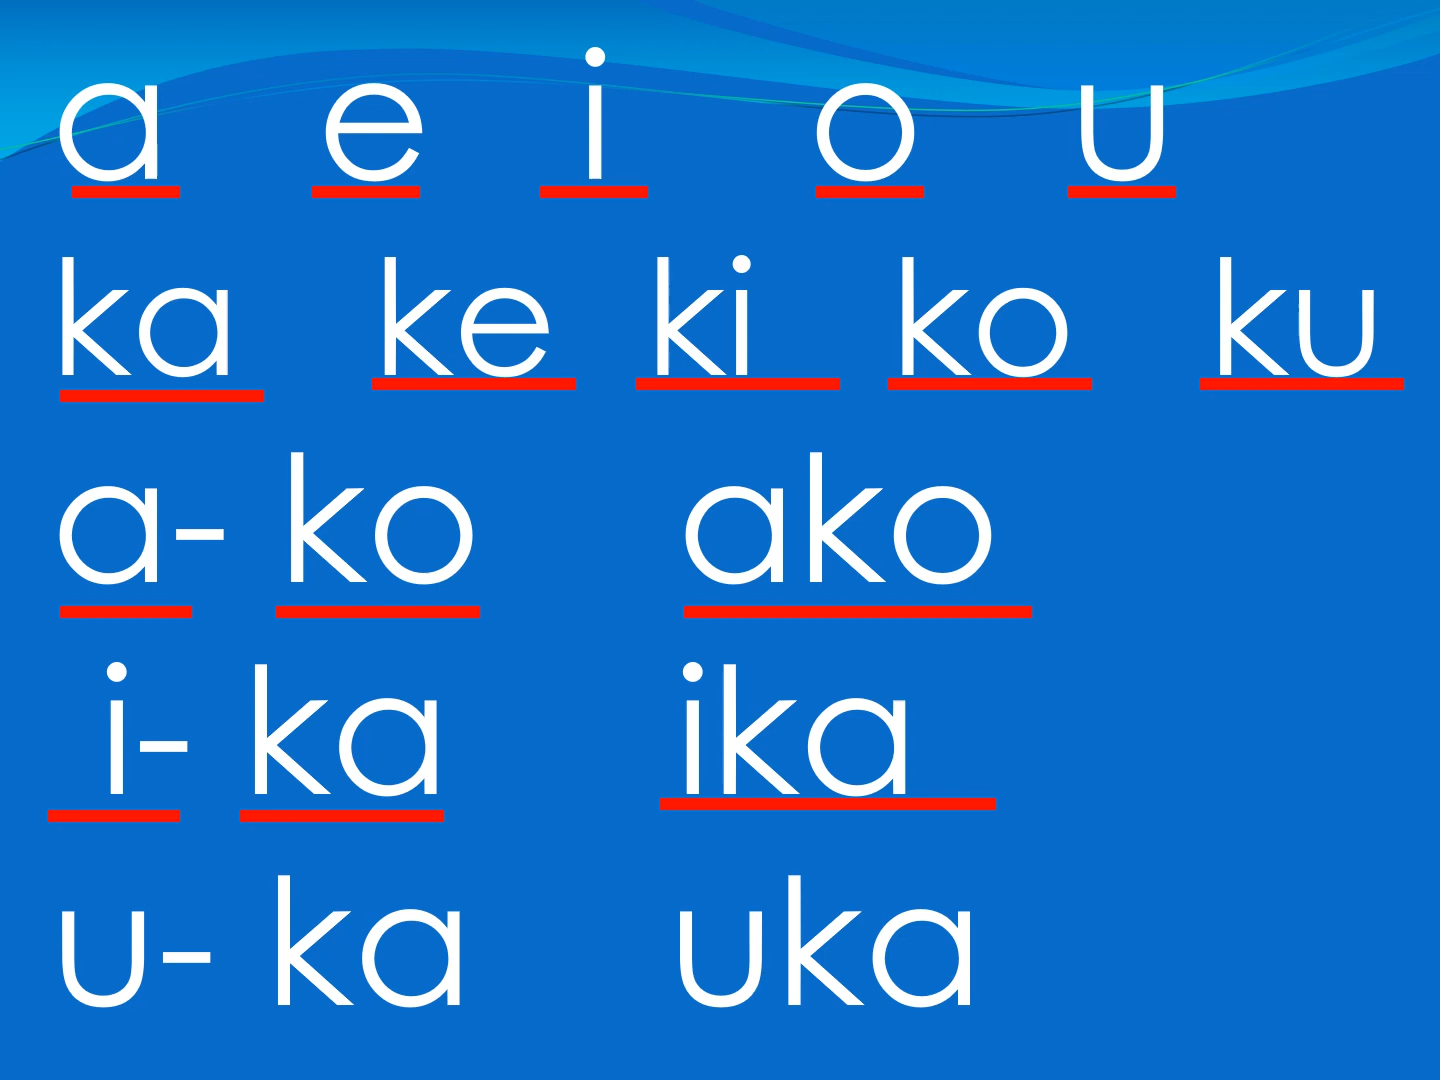 a e i o u
ka ke ki ko ku
a- ko ako
i- ka ika
u- ka uka